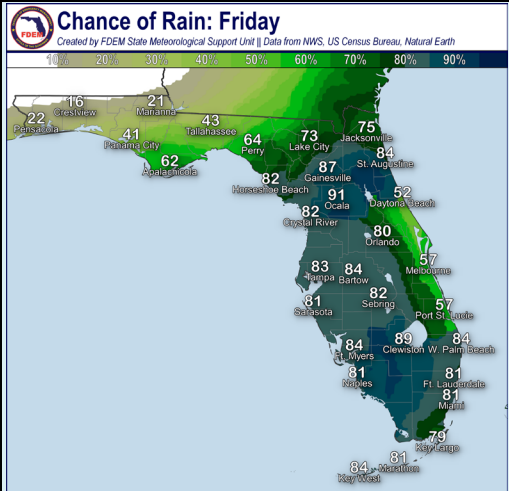 Chance of Rain: Friday
FDEM
Created by FDEM State Meteorological Support Unit || Data from NWS, US Census Bureau, Natural Earth
10% 20% 30% 40% 50% 60% 70% 80% 90%
16
Crestview
21
Marianna
22
Pensacola
43
Tallahassee
41
Panama City
75
Jacksonville
73
Lake City
64
Perry
62
Apalachicola
84
St. Augustine
87
Gainesville
82
Horseshoe Beach
91
Ocala
52
Daytona Beach
82
Crystal River
80
Orlando
57
Melbourne
83
Tampa
84
Bartow
82
Sebring
81
Sarasota
57
Port St. Lucie
84
Ft. Myers
89
Clewiston
84
W. Palm Beach
81
Naples
81
Ft. Lauderdale
81
Miami
79
Key Largo
81
Marathon
84
Key West